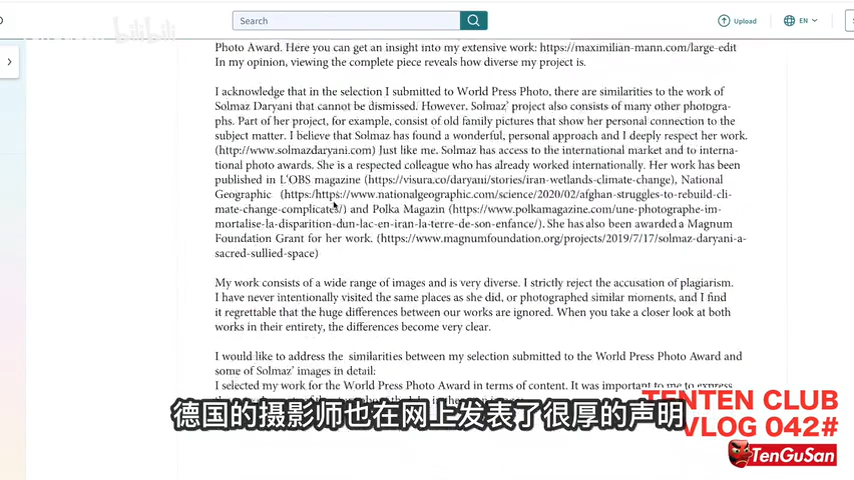 Search
Upload
EN
bilibili
Photo Award. Here you can get an insight into my extensive work: https://maximilian-mann.com/large-edit
In my opinion, viewing the complete piece reveals how diverse my project is.
I acknowledge that in the selection I submitted to World Press Photo, there are similarities to the work of
Solmaz Daryani that cannot be dismissed. However, Solmaz' project also consists of many other photogra-
phs. Part of her project, for example, consist of old family pictures that show her personal connection to the
subject matter. I believe that Solmaz has found a wonderful, personal approach and I deeply respect her work.
(http://www.solmazdaryani.com) Just like me. Solmaz has access to the international market and to interna-
tional photo awards. She is a respected colleague who has already worked internationally. Her work has been
published in L'OBS magazine (https://visura.co/daryani/stories/iran-wetlands-climate-change), National
Geographic (https:/https://www.nationalgeographic.com/science/2020/02/afghan-struggles-to-rebuild-cli-
mate-change-complicates/) and Polka Magazin (https://www.polkamagazine.com/une-photographe-im-
mortalise-la-disparition-dun-lac-en-iran-la-terre-de-son-enfance/). She has also been awarded a Magnum
Foundation Grant for her work. (https://www.magnumfoundation.org/projects/2019/7/17/solmaz-daryani-a-
sacred-sullied-space)
My work consists of a wide range of images and is very diverse. I strictly reject the accusation of plagiarism.
I have never intentionally visited the same places as she did, or photographed similar moments, and I find
it regrettable that the huge differences between our works are ignored. When you take a closer look at both
works in their entirety, the differences become very clear.
I would like to address the similarities between my selection submitted to the World Press Photo Award and
some of Solmaz' images in detail:
I selected my work for the World Press Photo Award in terms of content. It was important to me to express
德国的摄影师也在网上发表了很厚的声明
TENTEN CLUB
VLOG 042#
TenGuSan